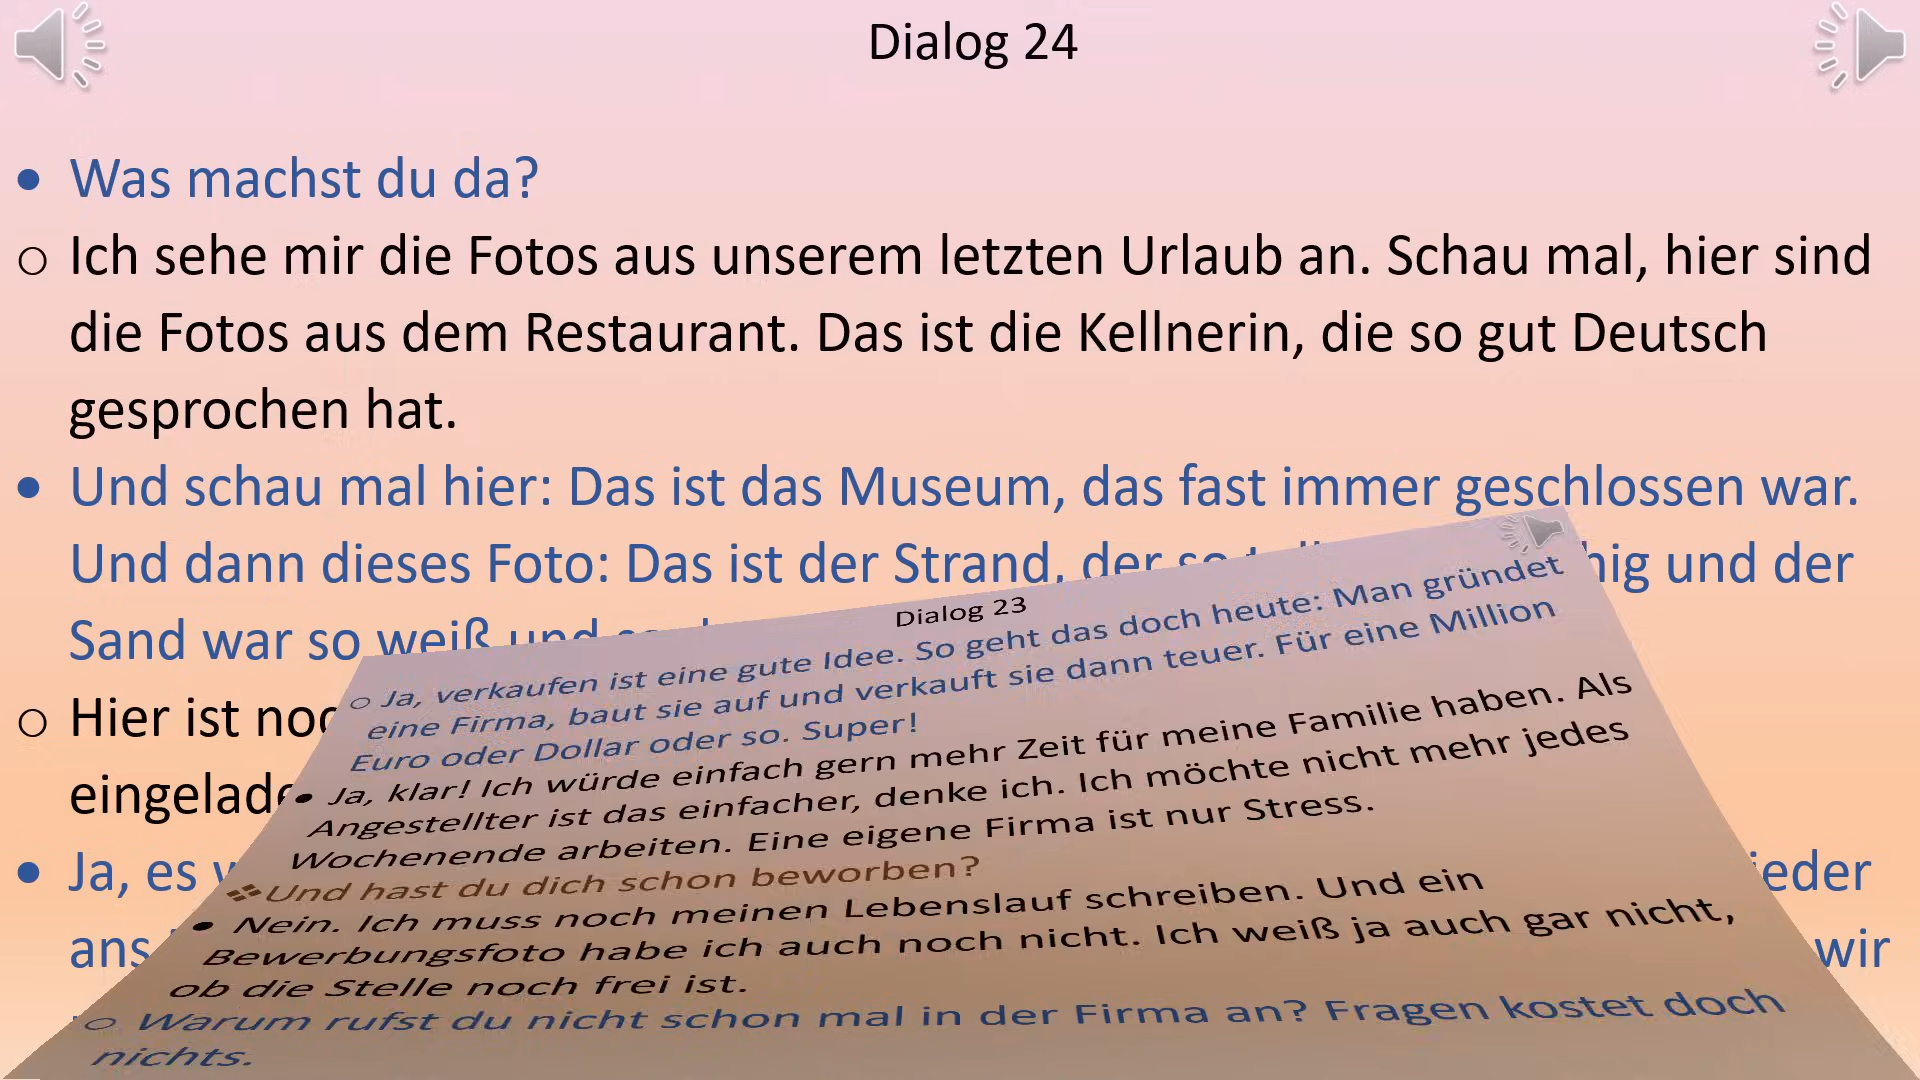 Dialog 24
• Was machst du da?
o Ich sehe mir die Fotos aus unserem letzten Urlaub an. Schau mal, hier sind
die Fotos aus dem Restaurant. Das ist die Kellnerin, die so gut Deutsch
gesprochen hat.
• Und schau mal hier: Das ist das Museum, das fast immer geschlossen war.
Und dann dieses Foto: Das ist der Strand, der so und der
Sand war so weiß und
Hier ist
Ja, es
ans wir
Dialog 23
o Ja, verkaufen ist eine gute Idee. So geht das doch heute: Man gründet
eine Firma, baut sie auf und verkauft sie dann teuer. Für eine Million
Euro oder Dollar oder so. Super!
• Ja, klar! Ich würde einfach gern mehr Zeit für meine Familie haben. Als
Angestellter ist das einfacher, denke ich. Ich möchte nicht mehr jedes
Wochenende arbeiten. Eine eigene Firma ist nur Stress.
❖ Und hast du dich schon beworben?
• Nein. Ich muss noch meinen Lebenslauf schreiben. Und ein
Bewerbungsfoto habe ich auch noch nicht. Ich weiß ja auch gar nicht,
ob die Stelle noch frei ist.
o Warum rufst du nicht schon mal in der Firma an? Fragen kostet doch
nichts.